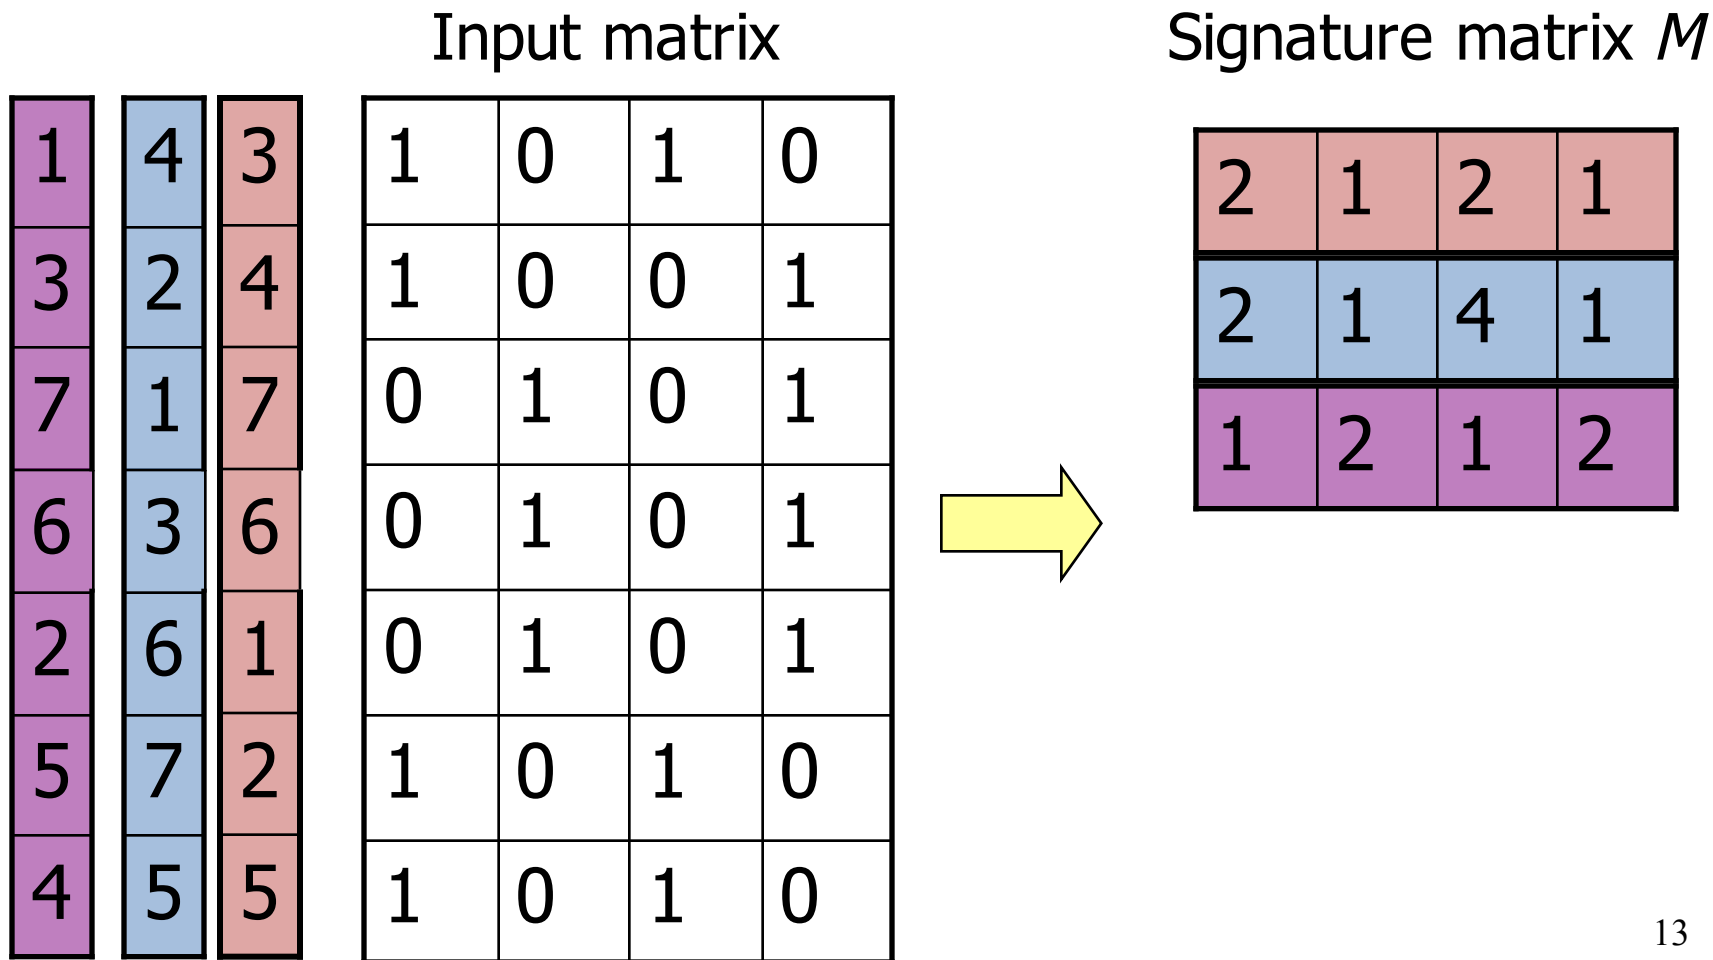 Input matrix Signature matrix M
1 4 3 1 0 1 0
2 1 2 1
3 2 4 1 0 0 1
2 1 4 1
7 1 7 0 1 0 1
1 2 1 2
6 3 6 0 1 0 1
2 6 1 0 1 0 1
5 7 2 1 0 1 0
4 5 5 1 0 1 0
13